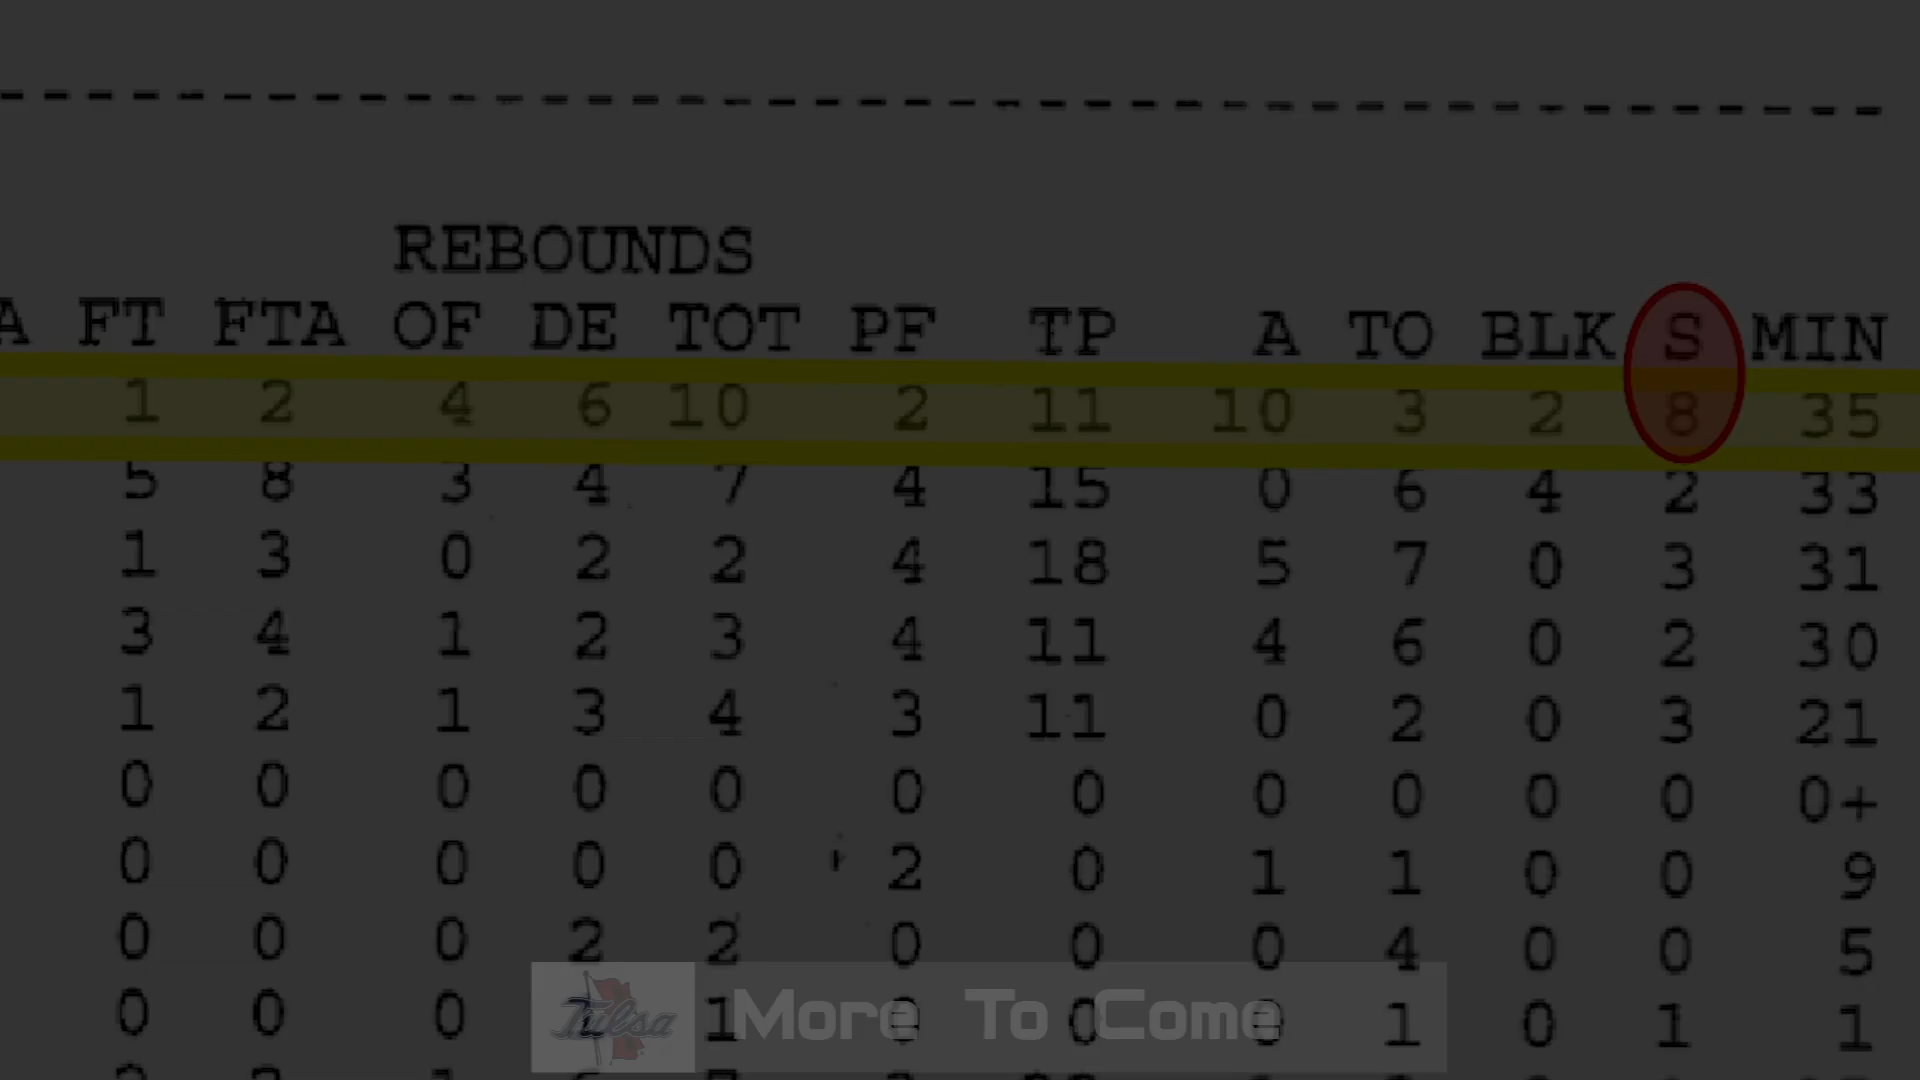 REBOUNDS
A FT FTA OF DE TOT PF TP A TO BLK S MIN
1 2 4 6 10 2 11 10 3 2 8 35
5 8 3 4 7 4 15 0 6 4 2 33
1 3 0 2 2 4 18 5 7 0 3 31
3 4 1 2 3 4 11 4 6 0 2 30
1 2 1 3 4 3 11 0 2 0 3 21
0 0 0 0 0 0 0 0 0 0 0 0+
0 0 0 0 0 2 0 1 1 0 0 9
0 0 0 2 2 0 0 0 4 0 0 5
0 0 0 1 0 1 0 1 1
Tulsa More To Come